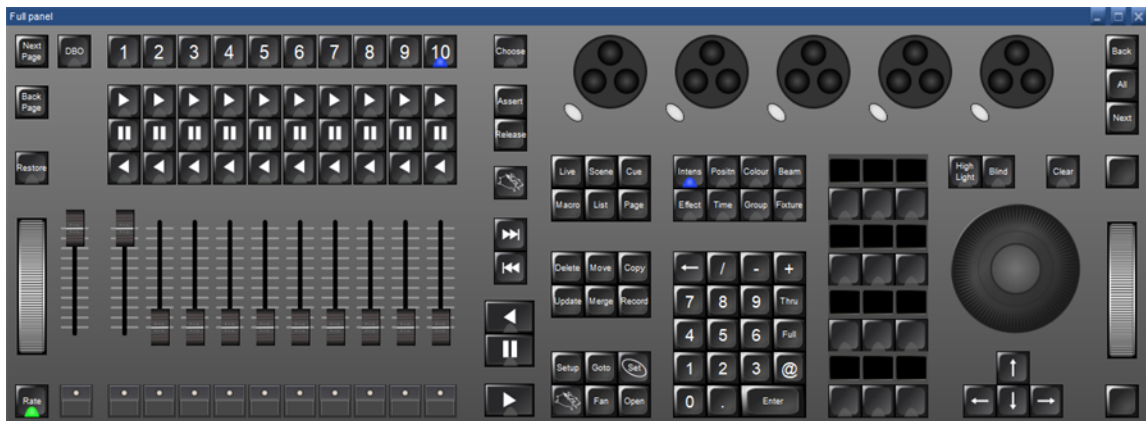 Full panel
Next
Page
DBO
1 2 3 4 5 6 7 8 9 10
Choose
Back
All
Next
Back
Page
Assert
Release
Restore
Live Scene Cue
Macro List Page
Intens Positn Colour Beam
Effect Time Group Fixture
High
Light
Blind
Clear
Delete Move Copy
Update Merge Record
← / - +
7 8 9 Thru
4 5 6 Full
1 2 3 @
0 . Enter
Setup Goto Set
Fan Open
Rate